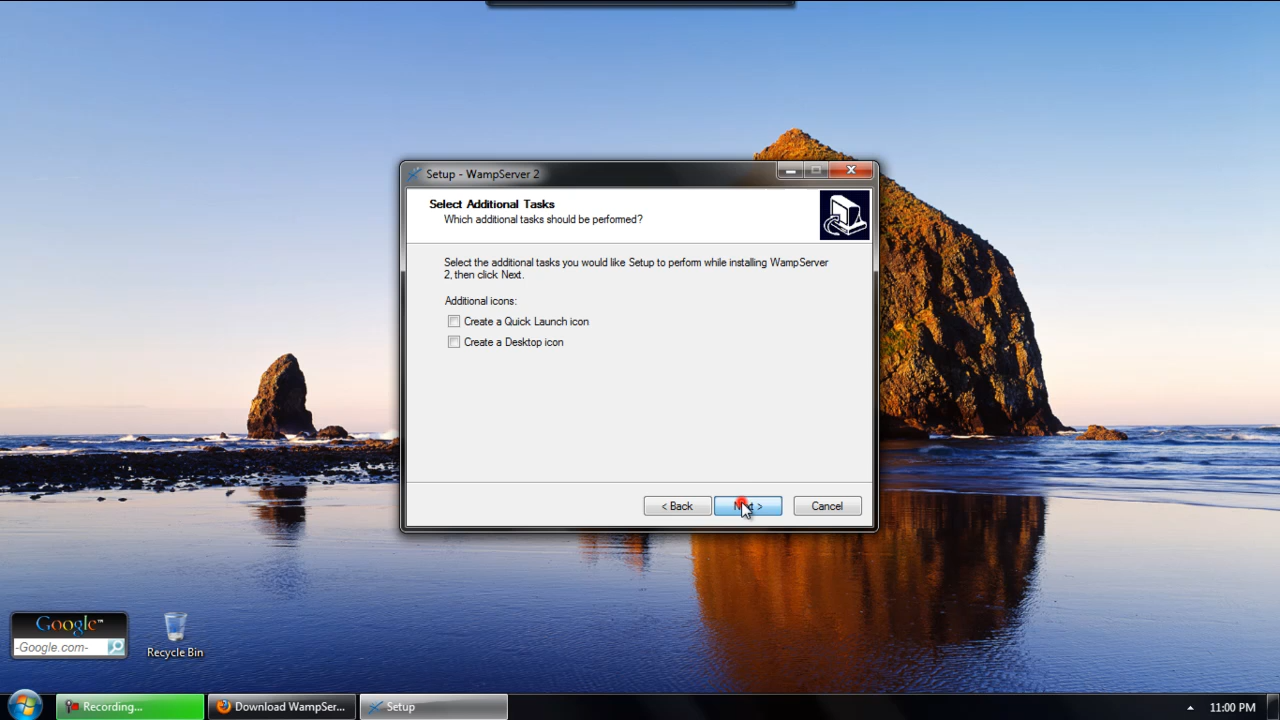 Setup - WampServer 2
Select Additional Tasks
Which additional tasks should be performed?
Select the additional tasks you would like Setup to perform while installing WampServer
2, then click Next.
Additional icons:
Create a Quick Launch icon
Create a Desktop icon
< Back
Next >
Cancel
Google™
-Google.com-
Recycle Bin
Recording...
Download WampSer...
Setup
11:00 PM